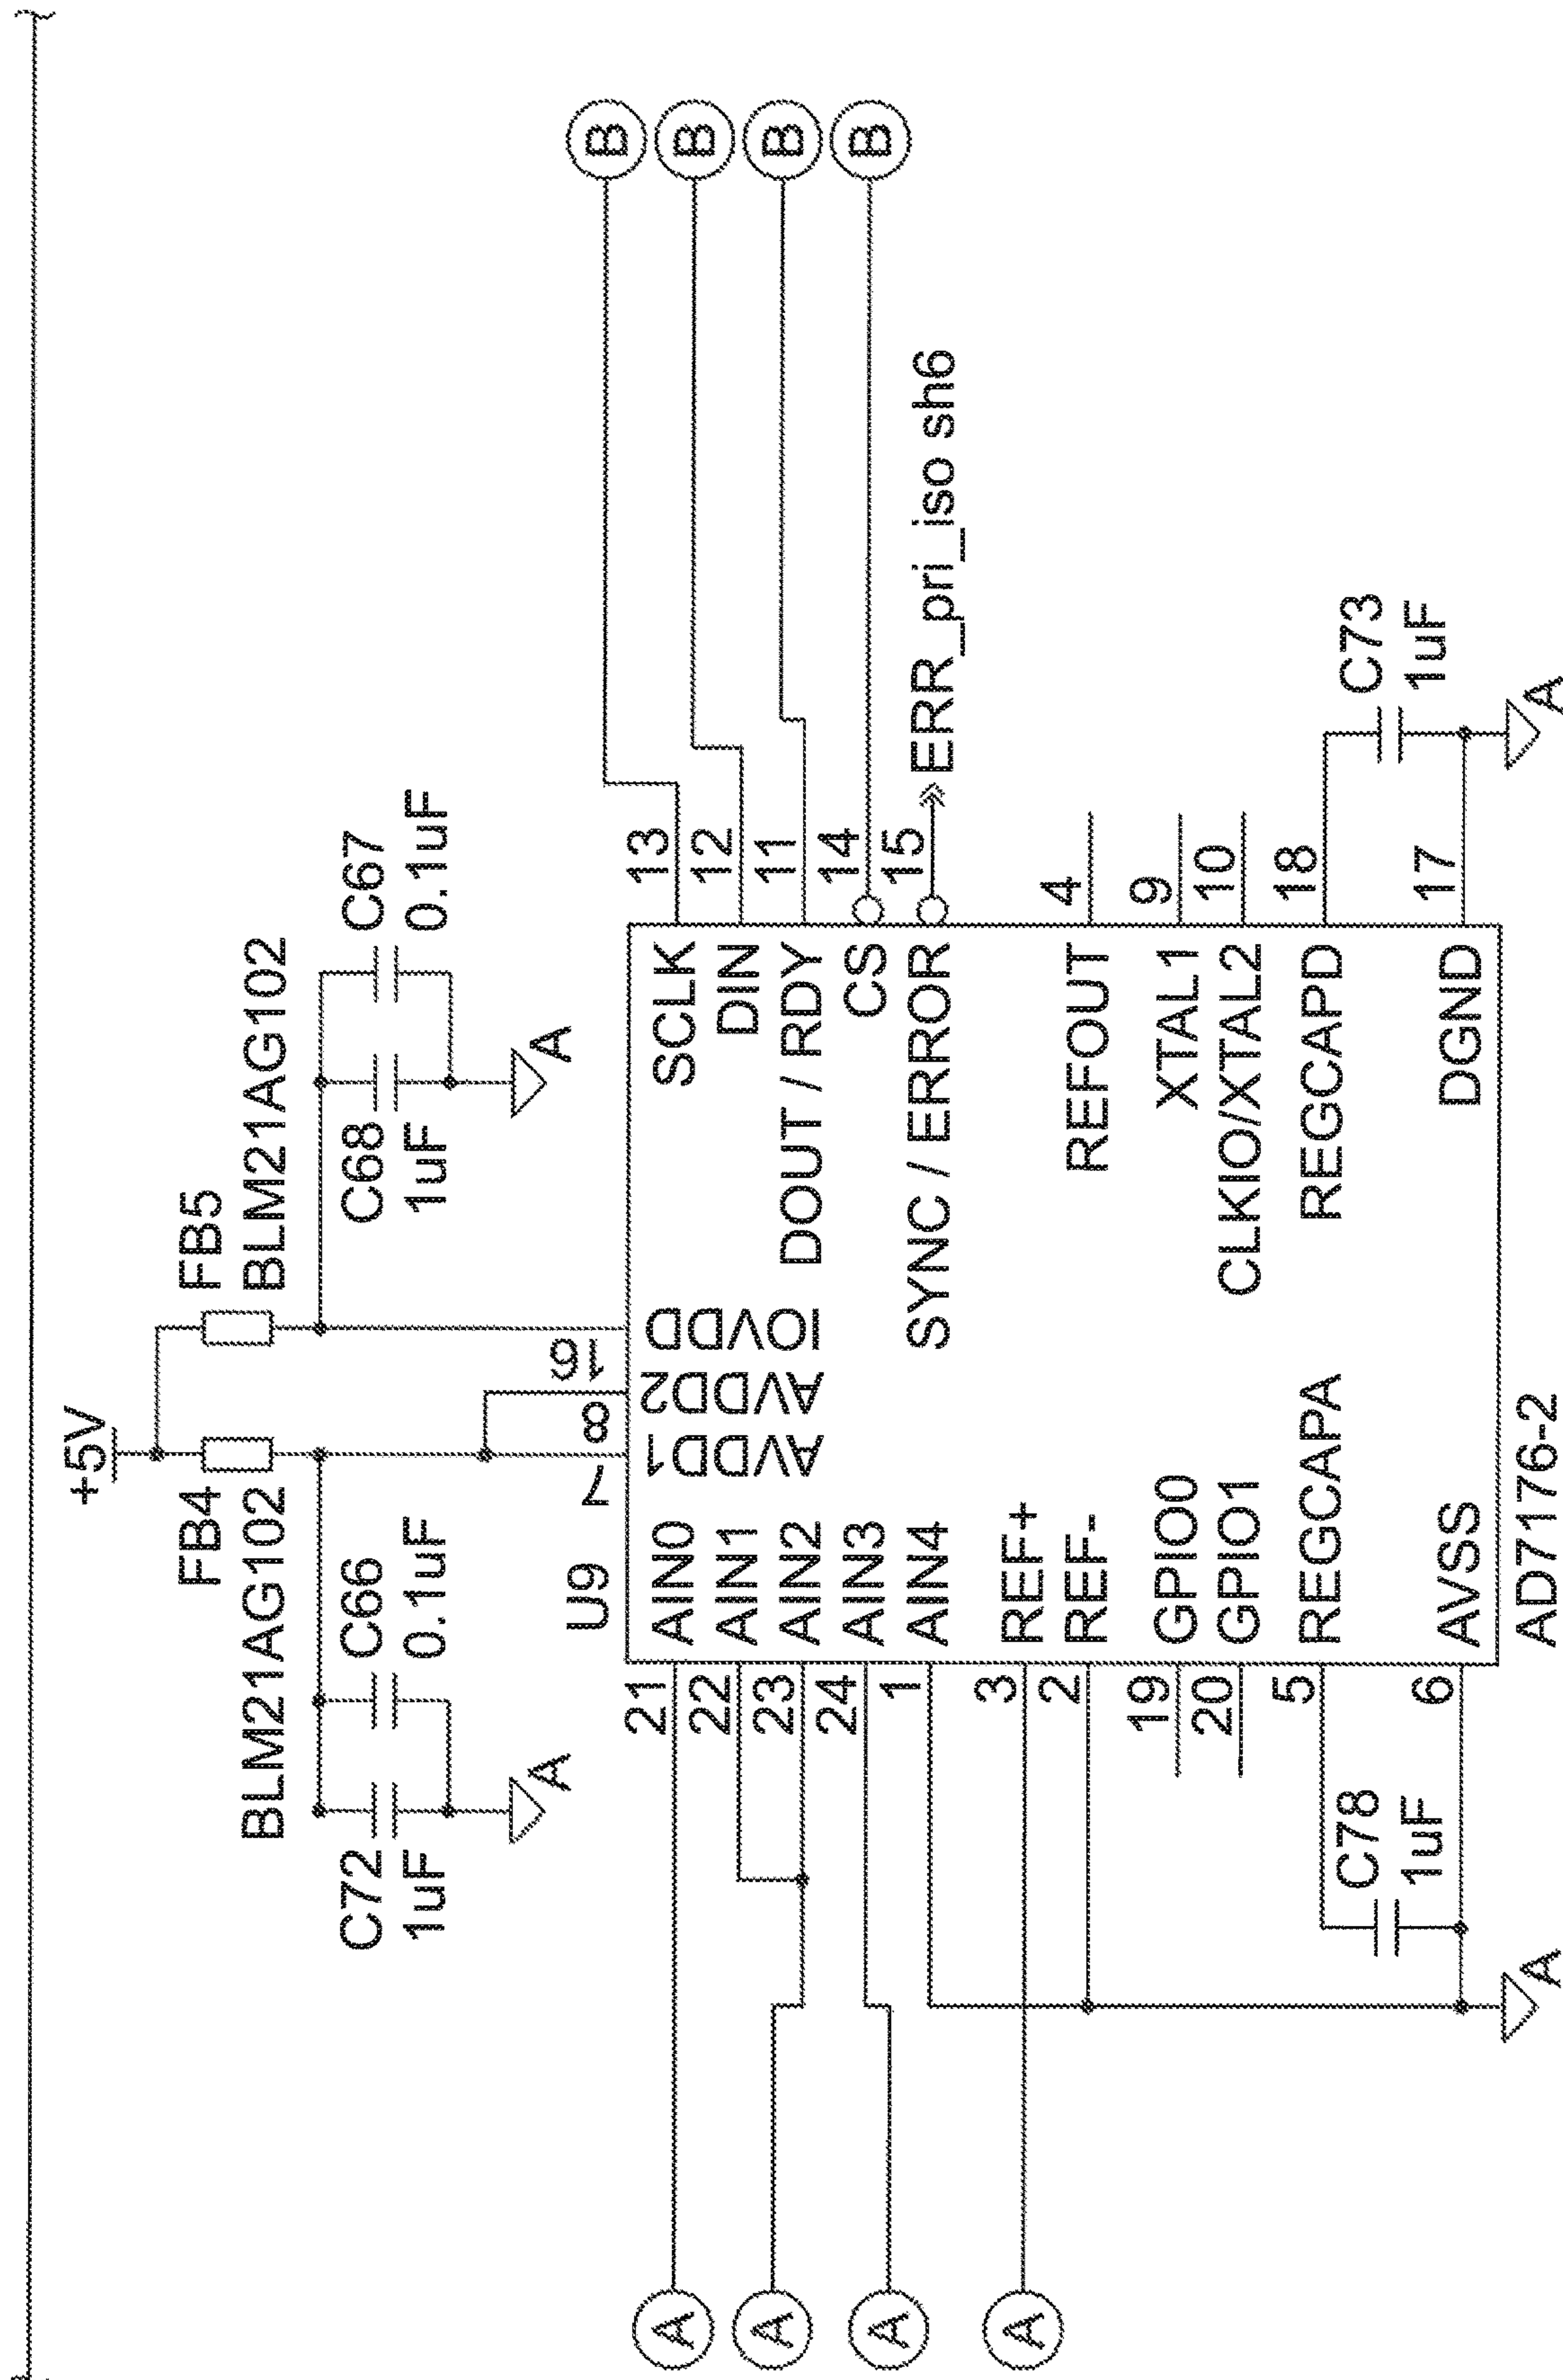 +5V
FB4
BLM21AG102
FB5
BLM21AG102
C72
1uF
C66
0.1uF
C68
1uF
C67
0.1uF
A
A
U9
7
8
16
AVDD1
AVDD2
IOVDD
A
21
AIN0
22
AIN1
A
23
AIN2
A
24
AIN3
1
AIN4
A
3
REF+
2
REF-
19
GPIO0
20
GPIO1
5
REGCAPA
6
AVSS
C78
1uF
A
SCLK
13
B
DIN
12
B
DOUT / RDY
11
B
CS
14
B
SYNC / ERROR
15
ERR_pri_iso sh6
REFOUT
4
XTAL1
9
CLKIO/XTAL2
10
REGCAPD
18
DGND
17
C73
1uF
A
AD7176-2